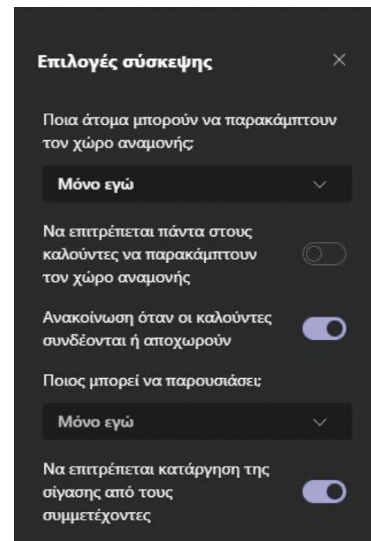 Επιλογές σύσκεψης
Ποια άτομα μπορούν να παρακάμπτουν
τον χώρο αναμονής;
Μόνο εγώ
Να επιτρέπεται πάντα στους
καλούντες να παρακάμπτουν
τον χώρο αναμονής
Ανακοίνωση όταν οι καλούντες
συνδέονται ή αποχωρούν
Ποιος μπορεί να παρουσιάσει;
Μόνο εγώ
Να επιτρέπεται κατάργηση της
σίγασης από τους
συμμετέχοντες